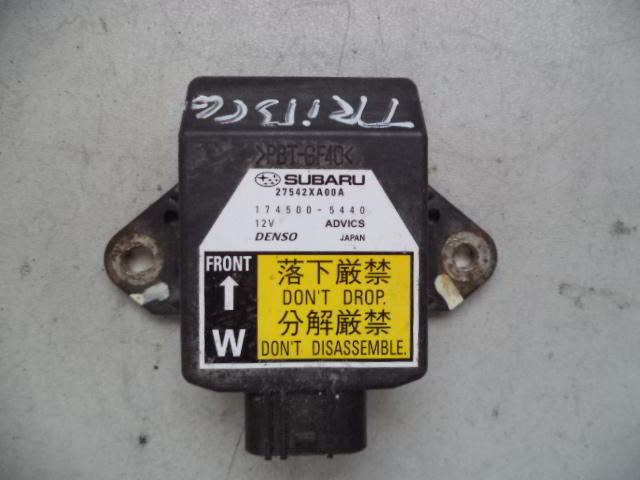 TRiBCA
>PBT-GF40<
SUBARU
27542XA00A
174500-5440
12V ADVICS
DENSO JAPAN
FRONT
↑
W
落下厳禁
DON'T DROP.
分解厳禁
DON'T DISASSEMBLE.